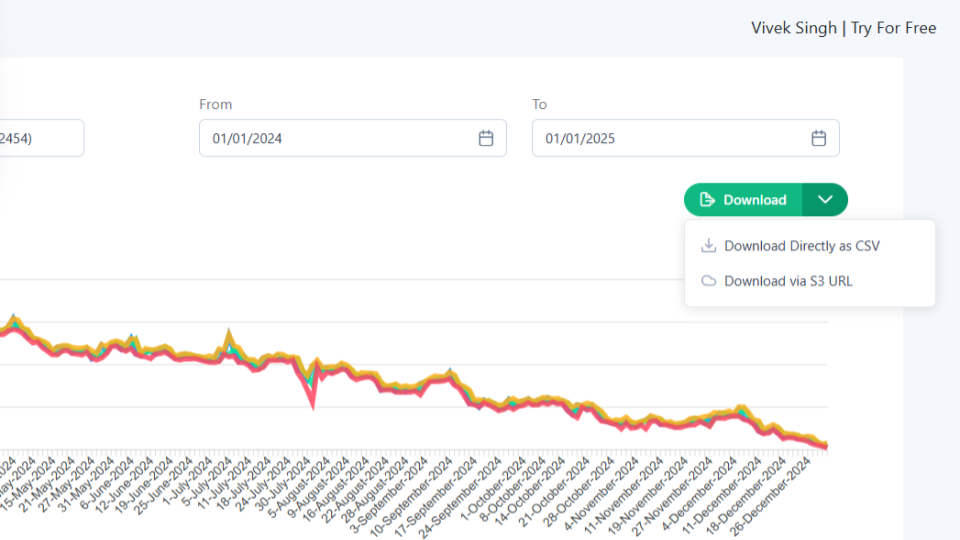 Vivek Singh | Try For Free
From
To
2454)
01/01/2024
01/01/2025
Download
Download Directly as CSV
Download via S3 URL
15-May-2024
21-May-2024
27-May-2024
31-May-2024
6-June-2024
12-June-2024
19-June-2024
25-June-2024
1-July-2024
5-July-2024
11-July-2024
18-July-2024
24-July-2024
30-July-2024
5-August-2024
9-August-2024
16-August-2024
22-August-2024
28-August-2024
3-September-2024
10-September-2024
17-September-2024
24-September-2024
1-October-2024
8-October-2024
14-October-2024
21-October-2024
28-October-2024
4-November-2024
11-November-2024
19-November-2024
27-November-2024
4-December-2024
11-December-2024
18-December-2024
26-December-2024